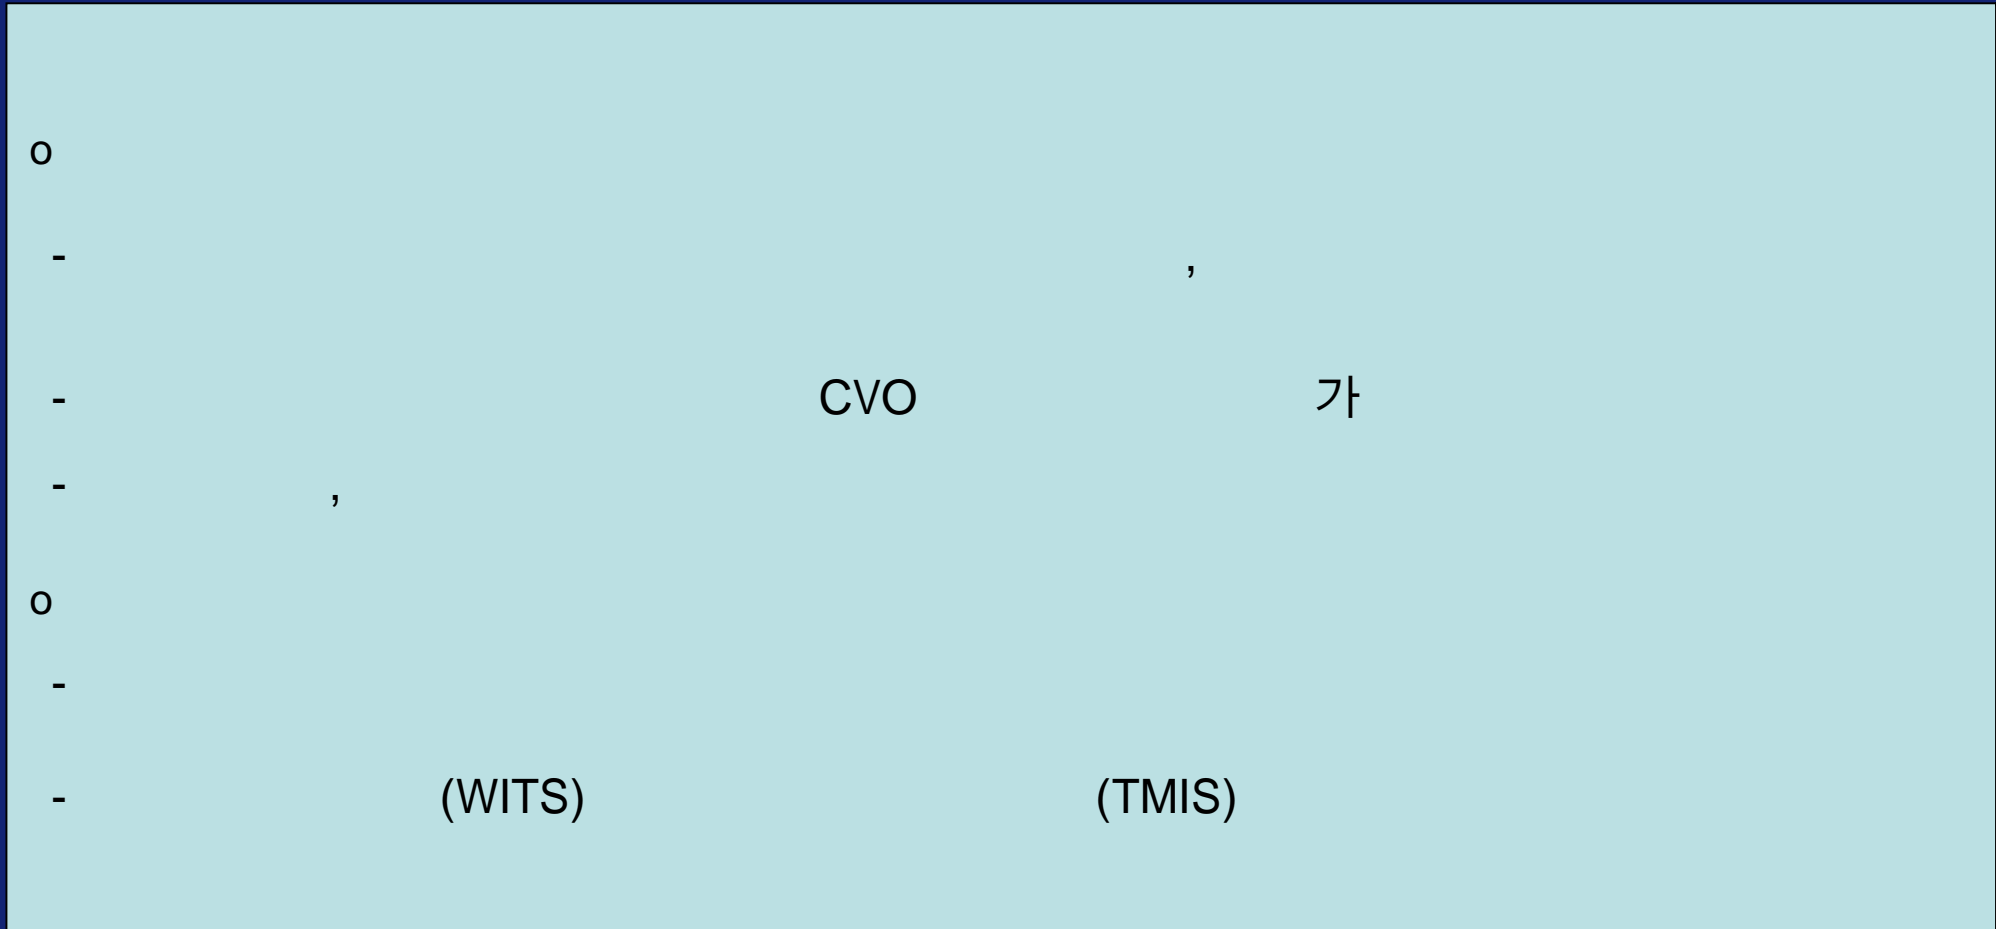 o
- ,
- CVO 가
- ,
o
-
- (WITS) (TMIS)